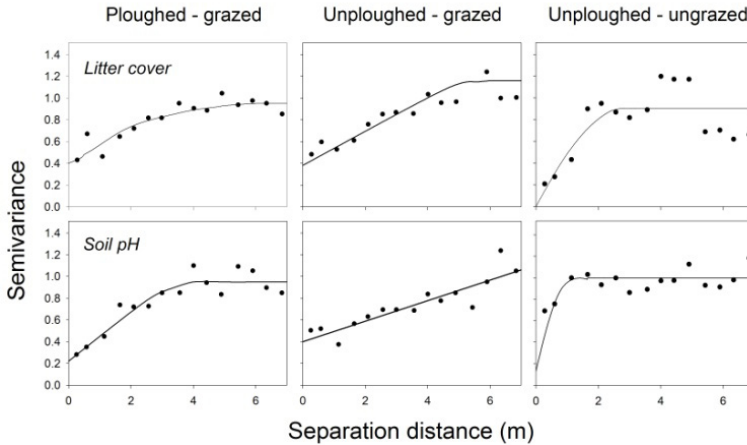 Ploughed - grazed Unploughed - grazed Unploughed - ungrazed
1.4
Litter cover
1.2
1.0
0.8
0.6
0.4
0.2
0.0
1.4
Soil pH
1.2
1.0
0.8
0.6
0.4
0.2
0.0
0 2 4 6 0 2 4 6 0 2 4 6
Semivariance
Separation distance (m)